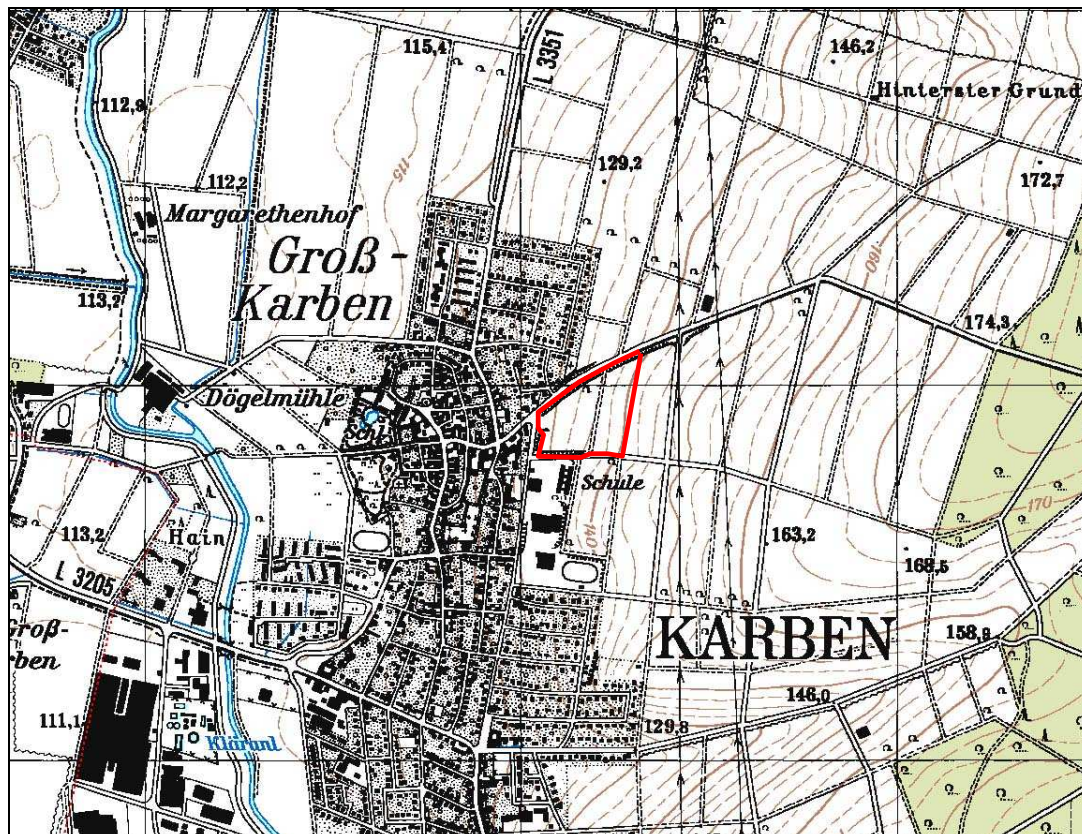 115,4
L 3351
146,2
Hinterster Grund
112,9
129,2
172,7
112,2
115
Margarethenhof
Groß-
Karben
160
113,2
174,3
Dögelmühle
Schl.
Schule
170
113,2
Hain
140
163,2
168,5
L 3205
Groß-
rben
KARBEN
158,9
146,0
111,1
129,8
Kläranl